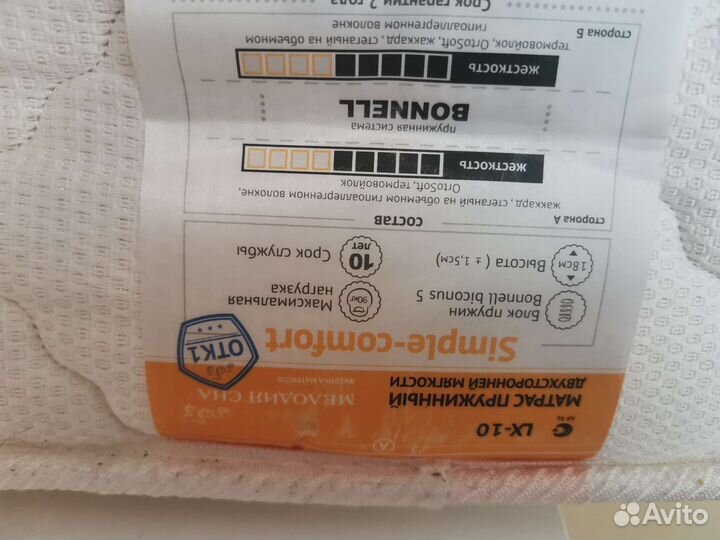 LX-10
МАТРАС ПРУЖИННЫЙ
ДВУХСТОРОННЕЙ МЯГКОСТИ
МЕЛОДИЯ СНА
ФАБРИКА МАТРАСОВ
Simple-comfort
ОТК1
Блок пружин
Bonnell biconus 5
90кг
Максимальная
нагрузка
18см
Высота ( ± 1,5см)
10
лет
Срок службы
сторона А
СОСТАВ
жаккард, стеганый на объемном гипоаллергенном волокне,
OrtoSoft, термовойлок
ЖЕСТКОСТЬ
пружинная система
BONNELL
ЖЕСТКОСТЬ
сторона Б
термовойлок, OrtoSoft, жаккард, стеганый на объемном
гипоаллергенном волокне
Срок гарантии 2 года
Avito